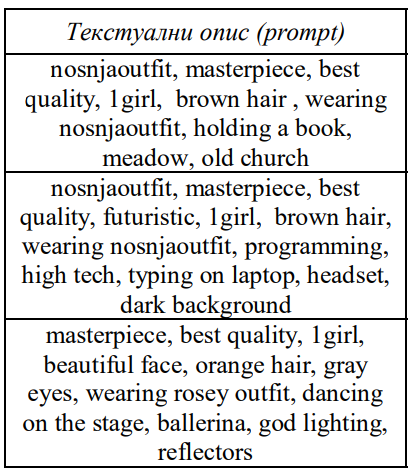 Текстуални опис (prompt)
nosnjaoutfit, masterpiece, best
quality, 1girl,  brown hair , wearing
nosnjaoutfit, holding a book,
meadow, old church
nosnjaoutfit, masterpiece, best
quality, futuristic, 1girl,  brown hair,
wearing nosnjaoutfit, programming,
high tech, typing on laptop, headset,
dark background
masterpiece, best quality, 1girl,
beautiful face, orange hair, gray
eyes, wearing rosey outfit, dancing
on the stage, ballerina, god lighting,
reflectors